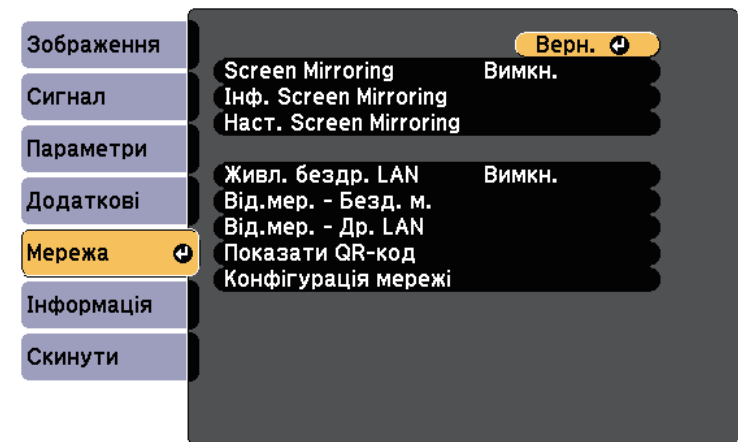 Зображення
Сигнал
Параметри
Додаткові
Мережа
Інформація
Скинути
Верн.
Screen Mirroring Вимкн.
Інф. Screen Mirroring
Наст. Screen Mirroring
Живл. бездр. LAN Вимкн.
Від.мер. - Безд. м.
Від.мер. - Др. LAN
Показати QR-код
Конфігурація мережі